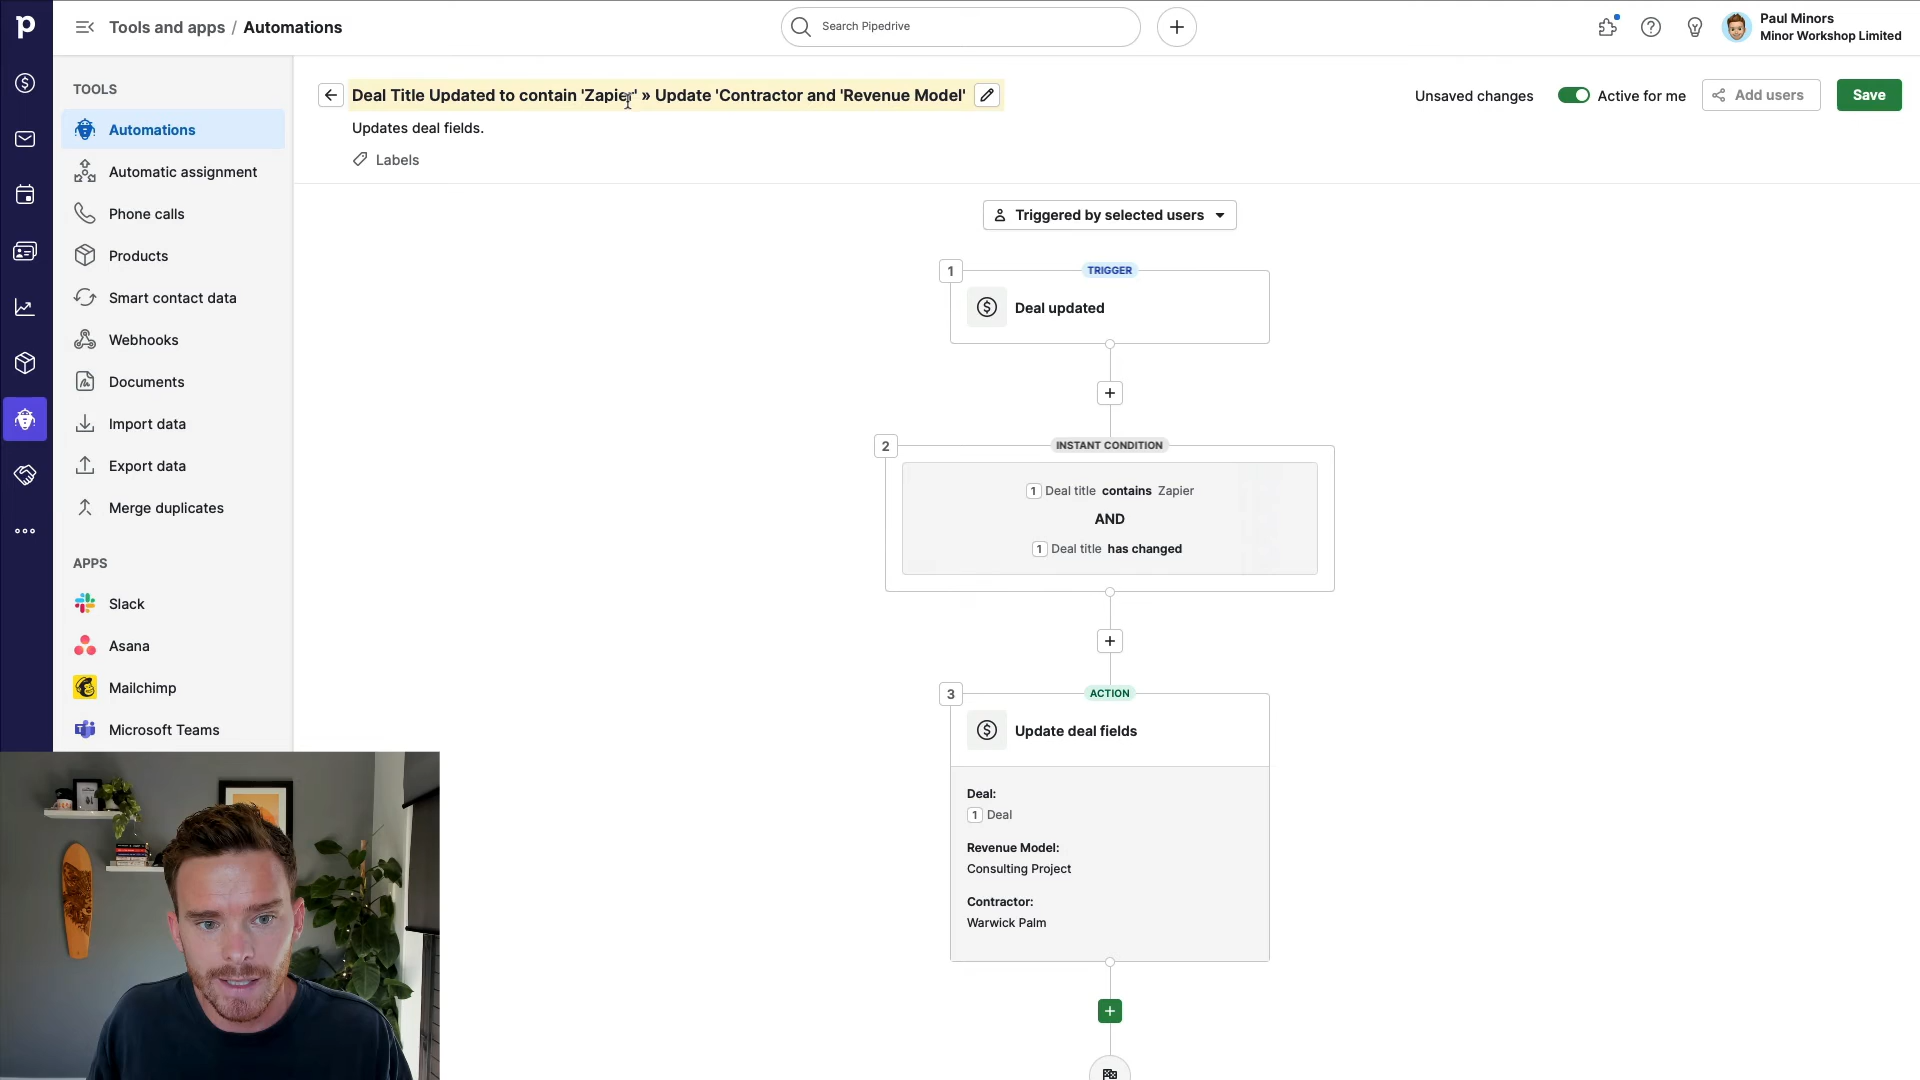 Tools and apps / Automations
Search Pipedrive
Paul Minors
Minor Workshop Limited
TOOLS
Automations
Automatic assignment
Phone calls
Products
Smart contact data
Webhooks
Documents
Import data
Export data
Merge duplicates
APPS
Slack
Asana
Mailchimp
Microsoft Teams
Deal Title Updated to contain 'Zapier' » Update 'Contractor and 'Revenue Model'
Updates deal fields.
Labels
Unsaved changes
Active for me
Add users
Save
Triggered by selected users
1
TRIGGER
Deal updated
2
INSTANT CONDITION
1 Deal title contains Zapier
AND
1 Deal title has changed
3
ACTION
Update deal fields
Deal:
1 Deal
Revenue Model:
Consulting Project
Contractor:
Warwick Palm